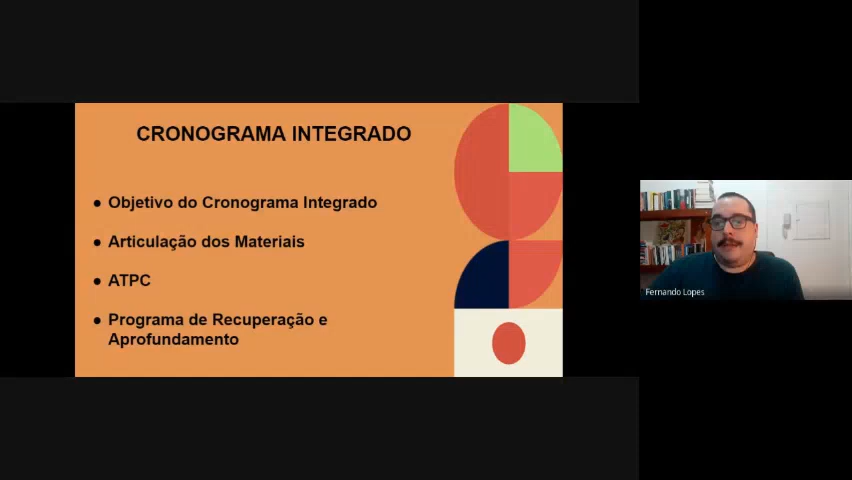 CRONOGRAMA INTEGRADO
● Objetivo do Cronograma Integrado
● Articulação dos Materiais
● ATPC
● Programa de Recuperação e
Aprofundamento
Fernando Lopes